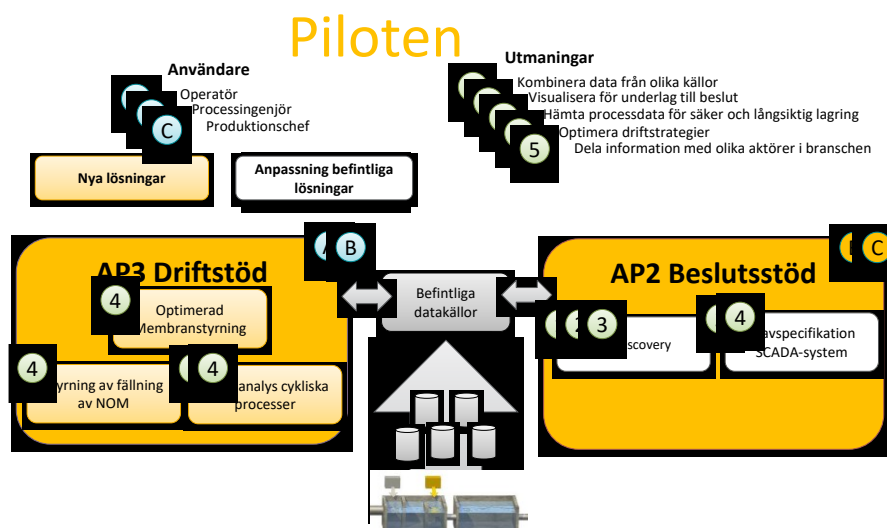 Piloten
Användare
Operatör
Processingenjör
C
Produktionschef
Utmaningar
Kombinera data från olika källor
Visualisera för underlag till beslut
Hämta processdata för säker och långsiktig lagring
Optimera driftstrategier
5
Dela information med olika aktörer i branschen
Nya lösningar
Anpassning befintliga
lösningar
B
AP3 Driftstöd
4
Optimerad
Membranstyrning
4
yrning av fällning
av NOM
4
analys cykliska
processer
Befintliga
datakällor
C
AP2 Beslutsstöd
2
3
scovery
4
avspecifikation
SCADA-system